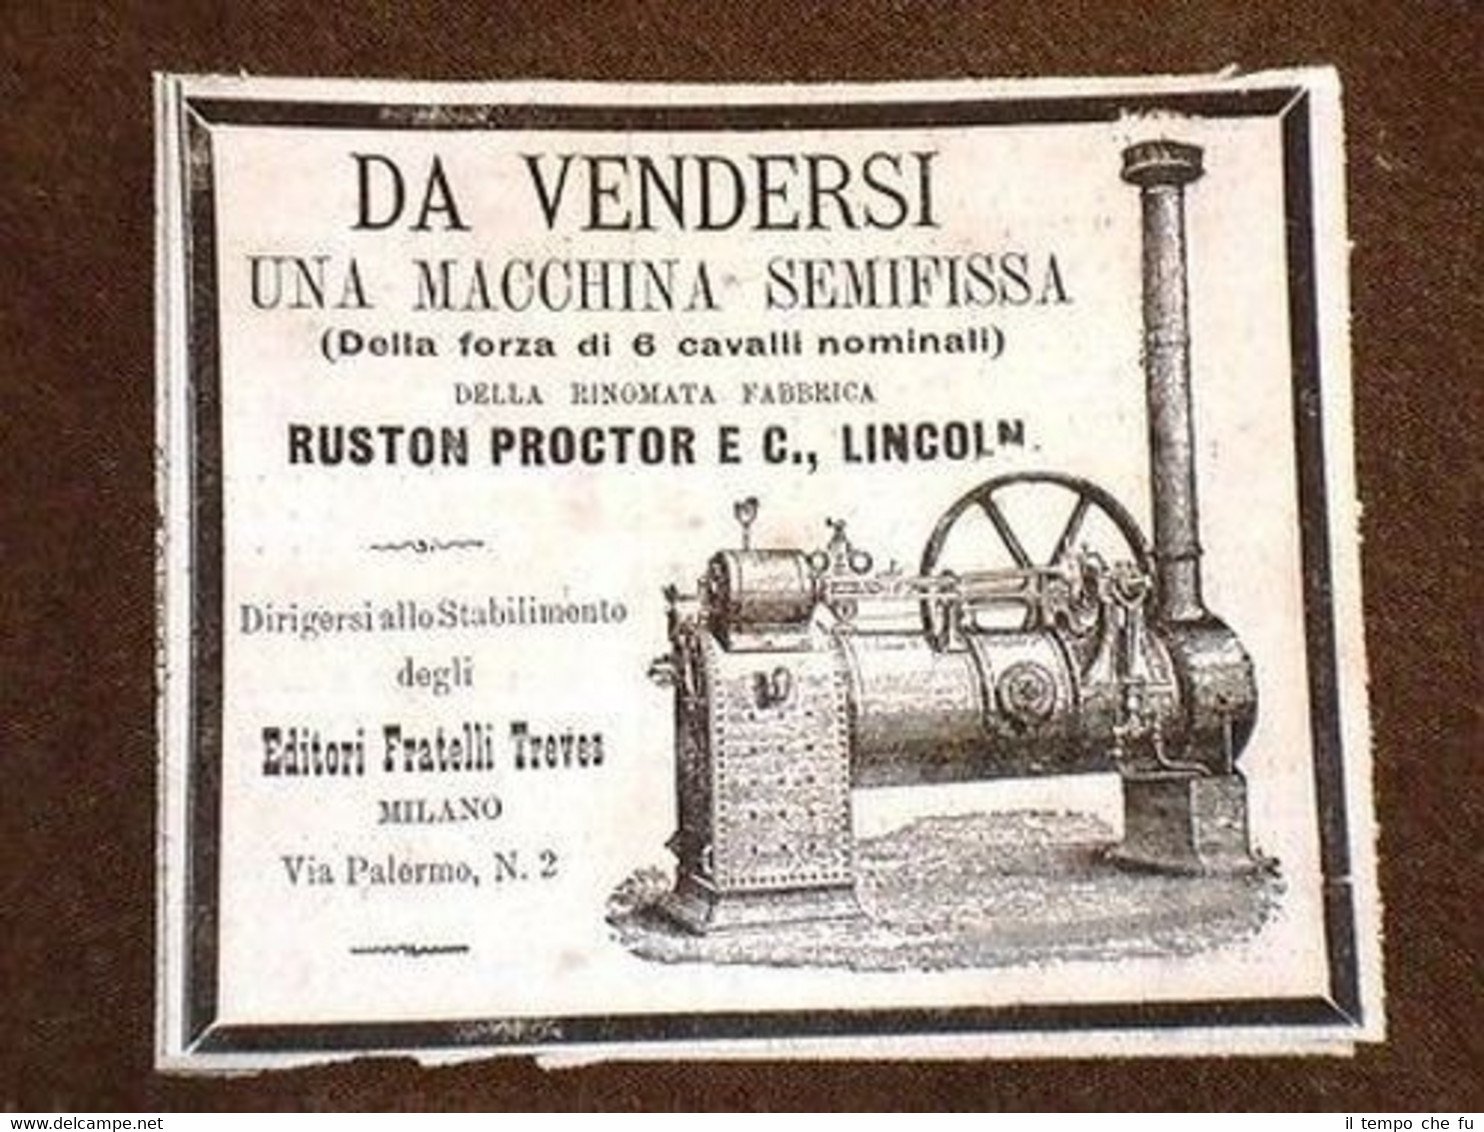 DA VENDERSI
UNA MACCHINA SEMIFISSA
(Della forza di 6 cavalli nominali)
DELLA RINOMATA FABBRICA
RUSTON PROCTOR E C., LINCOLN.
Dirigersi allo Stabilimento
degli
Editori Fratelli Treves
MILANO
Via Palermo, N. 2
delcampe.net
il tempo che fu